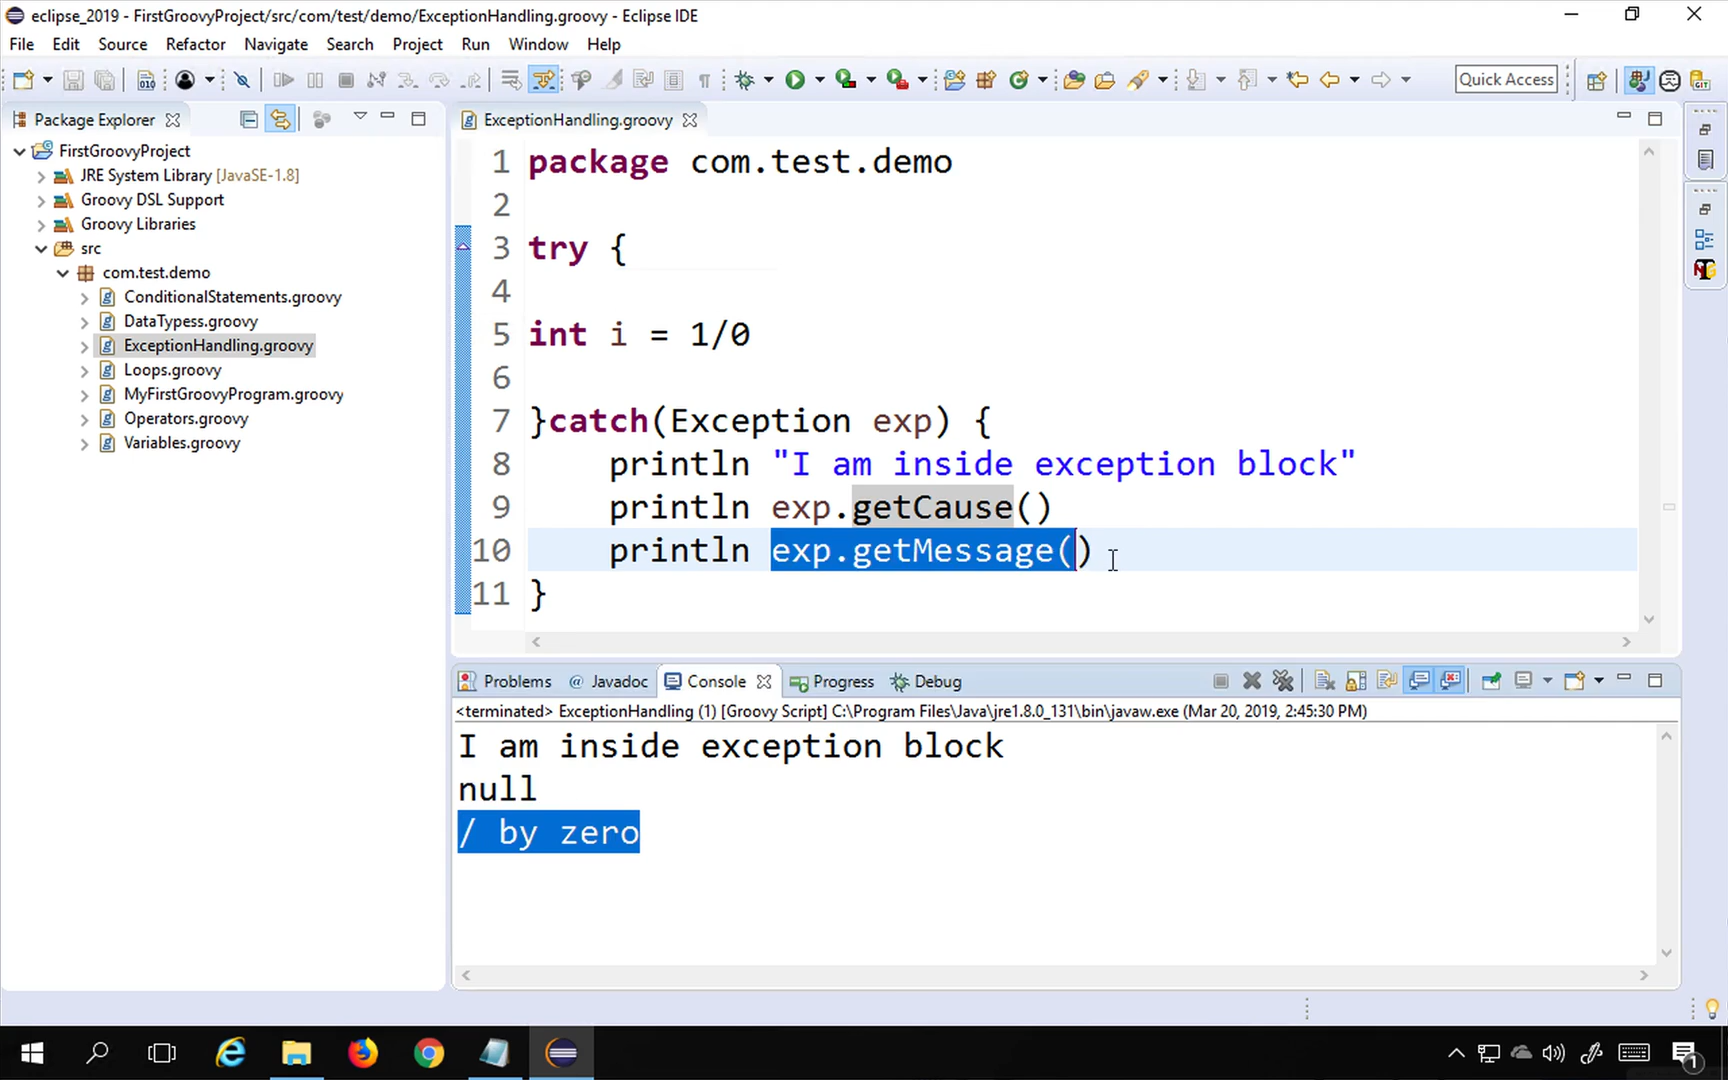 eclipse_2019 - FirstGroovyProject/src/com/test/demo/ExceptionHandling.groovy - Eclipse IDE
File Edit Source Refactor Navigate Search Project Run Window Help
Quick Access
Package Explorer
FirstGroovyProject
JRE System Library [JavaSE-1.8]
Groovy DSL Support
Groovy Libraries
src
com.test.demo
ConditionalStatements.groovy
DataTypess.groovy
ExceptionHandling.groovy
Loops.groovy
MyFirstGroovyProgram.groovy
Operators.groovy
Variables.groovy
ExceptionHandling.groovy
1 package com.test.demo
2
3 try {
4
5 int i = 1/0
6
7 }catch(Exception exp) {
8 println "I am inside exception block"
9 println exp.getCause()
10 println exp.getMessage()
11 }
Problems @ Javadoc Console Progress Debug
<terminated> ExceptionHandling (1) [Groovy Script] C:\Program Files\Java\jre1.8.0_131\bin\javaw.exe (Mar 20, 2019, 2:45:30 PM)
I am inside exception block
null
/ by zero
1